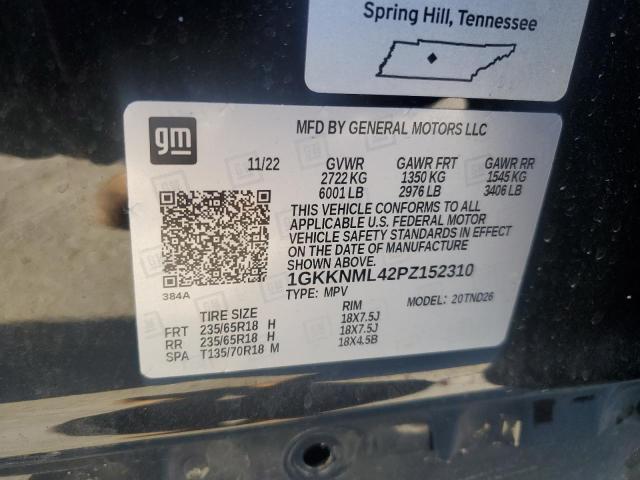 Spring Hill, Tennessee
gm
MFD BY GENERAL MOTORS LLC
11/22 GVWR GAWR FRT GAWR RR
2722 KG 1350 KG 1545 KG
6001 LB 2976 LB 3406 LB
THIS VEHICLE CONFORMS TO ALL
APPLICABLE U.S. FEDERAL MOTOR
VEHICLE SAFETY STANDARDS IN EFFECT
ON THE DATE OF MANUFACTURE
SHOWN ABOVE.
384A
1GKKNML42PZ152310
TYPE: MPV MODEL: 20TND26
TIRE SIZE RIM
FRT 235/65R18 H 18X7.5J
RR 235/65R18 H 18X7.5J
SPA T135/70R18 M 18X4.5B